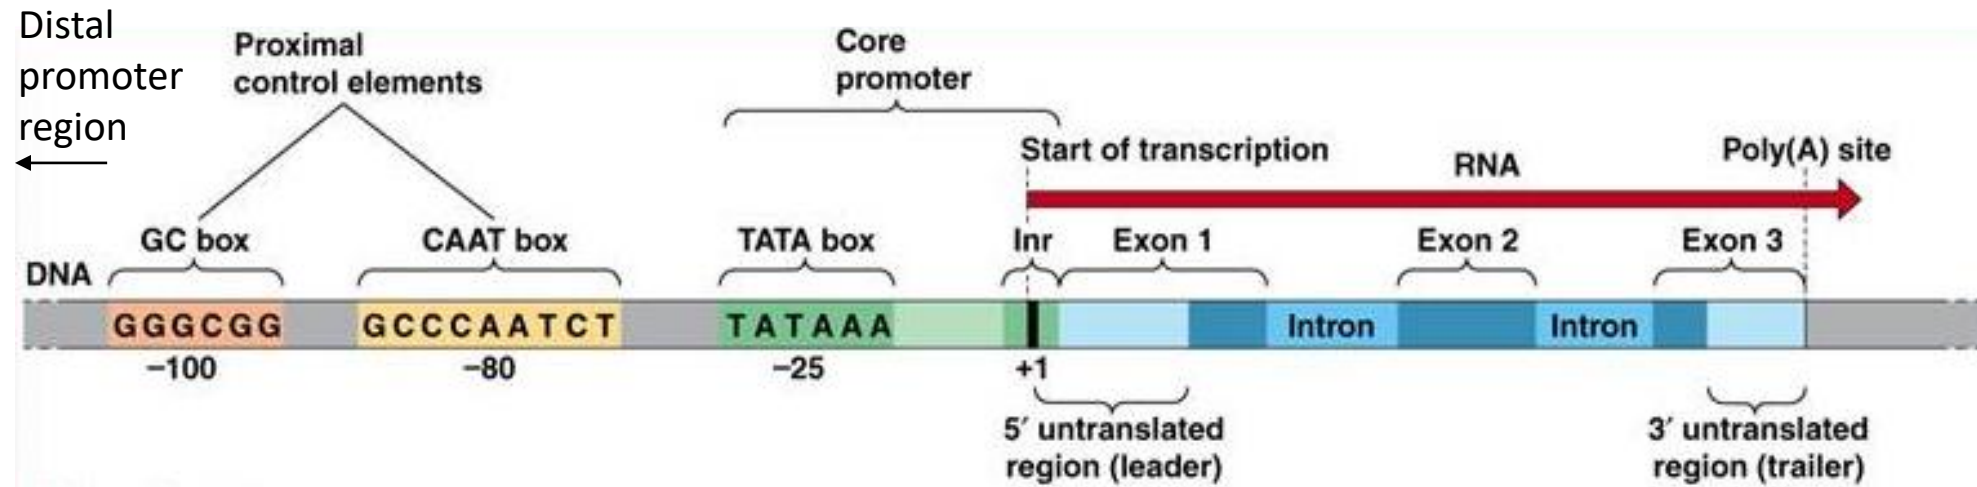 Distal
promoter
region
Proximal
control elements
Core
promoter
Start of transcription
RNA
Poly(A) site
GC box
CAAT box
TATA box
Inr
Exon 1
Exon 2
Exon 3
DNA
GGGCGG
GCCCAATCT
TATAAA
Intron
Intron
–100
–80
–25
+1
5′ untranslated
region (leader)
3′ untranslated
region (trailer)